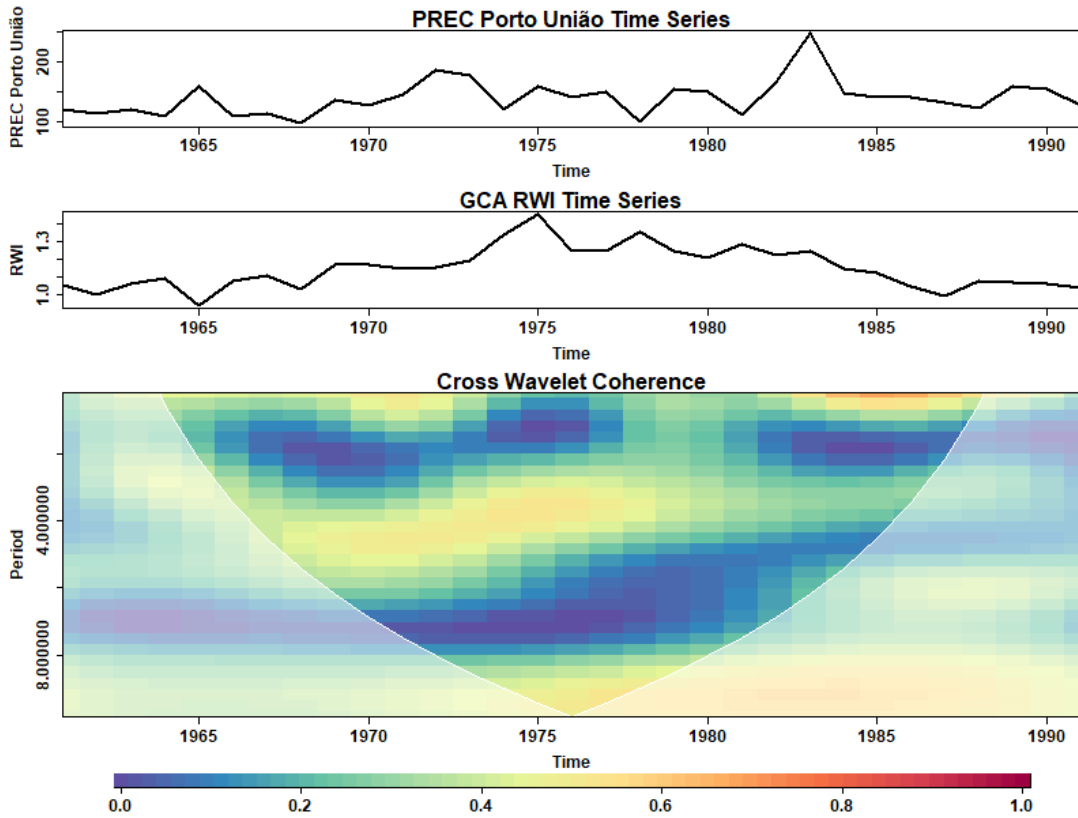 PREC Porto União Time Series
PREC Porto União
200
100
1965 1970 1975 1980 1985 1990
Time
GCA RWI Time Series
RWI
1.3
1.0
1965 1970 1975 1980 1985 1990
Time
Cross Wavelet Coherence
Period
4.000000
8.000000
1965 1970 1975 1980 1985 1990
Time
0.0 0.2 0.4 0.6 0.8 1.0